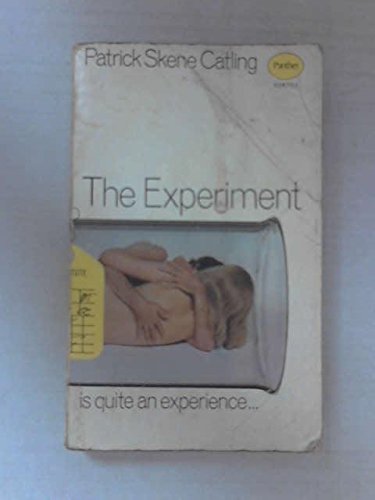 Patrick Skene Catling
Panther
The Experiment
is quite an experience...